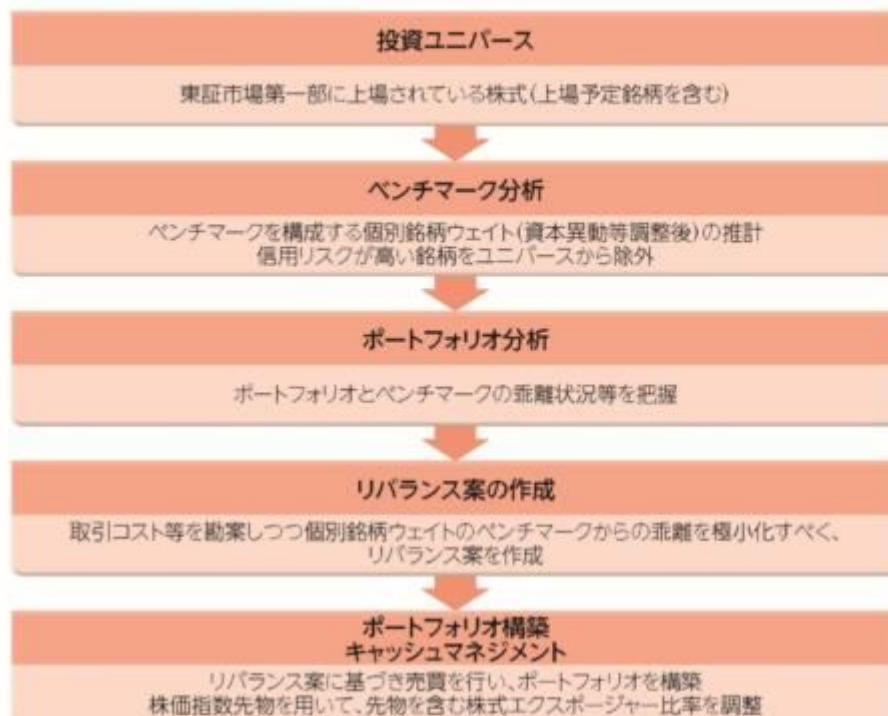 投資ユニバース
東証市場第一部に上場されている株式(上場予定銘柄を含む)
ベンチマーク分析
ベンチマークを構成する個別銘柄ウェイト(資本異動等調整後)の推計
信用リスクが高い銘柄をユニバースから除外
ポートフォリオ分析
ポートフォリオとベンチマークの乖離状況等を把握
リバランス案の作成
取引コスト等を勘案しつつ個別銘柄ウェイトのベンチマークからの乖離を極小化すべく、
リバランス案を作成
ポートフォリオ構築
キャッシュマネジメント
リバランス案に基づき売買を行い、ポートフォリオを構築
株価指数先物を用いて、先物を含む株式エクスポージャー比率を調整